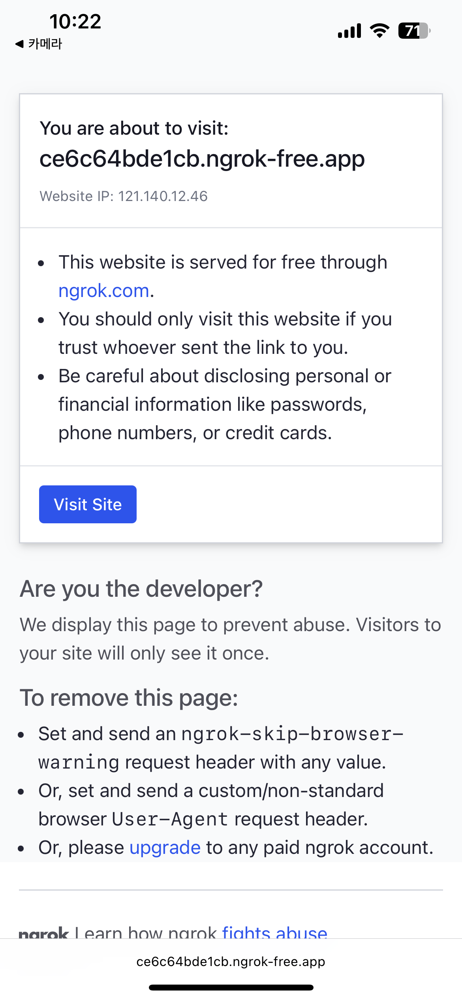 10:22
◀ 카메라
71
You are about to visit:
ce6c64bde1cb.ngrok-free.app
Website IP: 121.140.12.46
• This website is served for free through
ngrok.com.
• You should only visit this website if you
trust whoever sent the link to you.
• Be careful about disclosing personal or
financial information like passwords,
phone numbers, or credit cards.
Visit Site
Are you the developer?
We display this page to prevent abuse. Visitors to
your site will only see it once.
To remove this page:
• Set and send an ngrok-skip-browser-
warning request header with any value.
• Or, set and send a custom/non-standard
browser User-Agent request header.
• Or, please upgrade to any paid ngrok account.
ngrok Learn how ngrok fights abuse
ce6c64bde1cb.ngrok-free.app